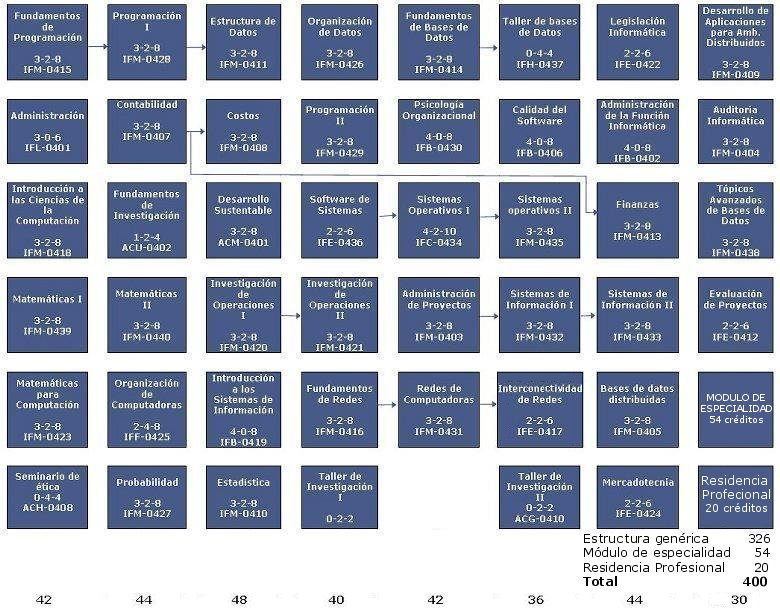 Fundamentos
de
Programación
3-2-8
IFM-0415
Programación
I
3-2-8
IFM-0428
Estructura de
Datos
3-2-8
IFM-0411
Organización
de Datos
3-2-8
IFM-0426
Fundamentos
de Bases de
Datos
3-2-8
IFM-0414
Taller de bases
de Datos
0-4-4
IFH-0437
Legislación
Informática
2-2-6
IFE-0422
Desarrollo de
Aplicaciones
para Amb.
Distribuidos
3-2-8
IFM-0409
Administración
3-0-6
IFL-0401
Contabilidad
3-2-8
IFM-0407
Costos
3-2-8
IFM-0408
Programación
II
3-2-8
IFM-0429
Psicología
Organizacional
4-0-8
IFB-0430
Calidad del
Software
4-0-8
IFB-0406
Administración
de la Función
Informática
4-0-8
IFB-0402
Auditoria
Informática
3-2-8
IFM-0404
Introducción a
las Ciencias de
la
Computación
3-2-8
IFM-0418
Fundamentos
de
Investigación
1-2-4
ACU-0402
Desarrollo
Sustentable
3-2-8
ACM-0401
Software de
Sistemas
2-2-6
IFE-0436
Sistemas
Operativos I
4-2-10
IFC-0434
Sistemas
operativos II
3-2-8
IFM-0435
Finanzas
3-2-8
IFM-0413
Tópicos
Avanzados
de Bases de
Datos
3-2-8
IFM-0438
Matemáticas I
3-2-8
IFM-0439
Matemáticas
II
3-2-8
IFM-0440
Investigación
de
Operaciones
I
3-2-8
IFM-0420
Investigación
de
Operaciones
II
3-2-8
IFM-0421
Administración
de Proyectos
3-2-8
IFM-0403
Sistemas de
Información I
3-2-8
IFM-0432
Sistemas de
Información II
3-2-8
IFM-0433
Evaluación
de Proyectos
2-2-6
IFE-0412
Matemáticas
para
Computación
3-2-8
IFM-0423
Organización
de
Computadoras
2-4-8
IFF-0425
Introducción
a los
Sistemas de
Información
4-0-8
IFB-0419
Fundamentos
de Redes
3-2-8
IFM-0416
Redes de
Computadoras
3-2-8
IFM-0431
Interconectividad
de Redes
2-2-6
IFE-0417
Bases de datos
distribuidas
3-2-8
IFM-0405
MODULO DE
ESPECIALIDAD
54 créditos
Seminario de
ética
0-4-4
ACH-0408
Probabilidad
3-2-8
IFM-0427
Estadística
3-2-8
IFM-0410
Taller de
Investigación
I
0-2-2
Taller de
Investigación
II
0-2-2
ACG-0410
Mercadotecnia
2-2-6
IFE-0424
Residencia
Profecional
20 créditos
Estructura genérica 326
Módulo de especialidad 54
Residencia Profesional 20
Total 400
42 44 48 40 42 36 44 30